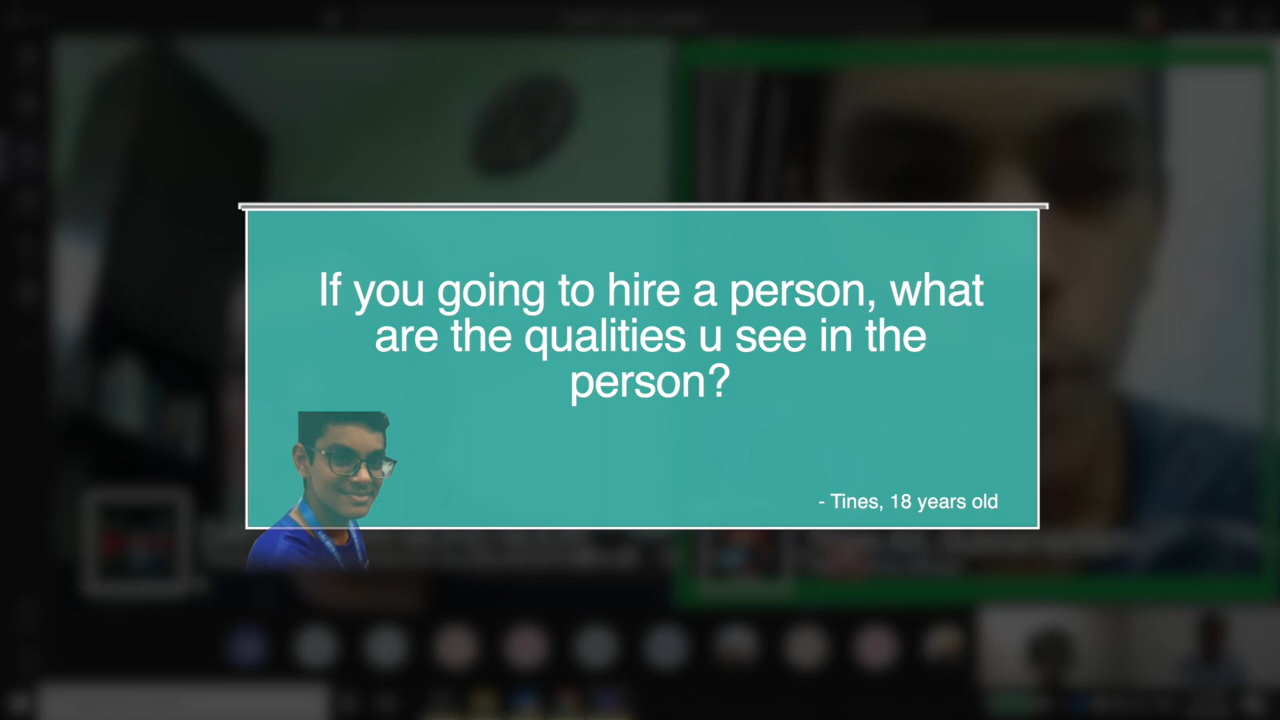 If you going to hire a person, what
are the qualities u see in the
person?
- Tines, 18 years old